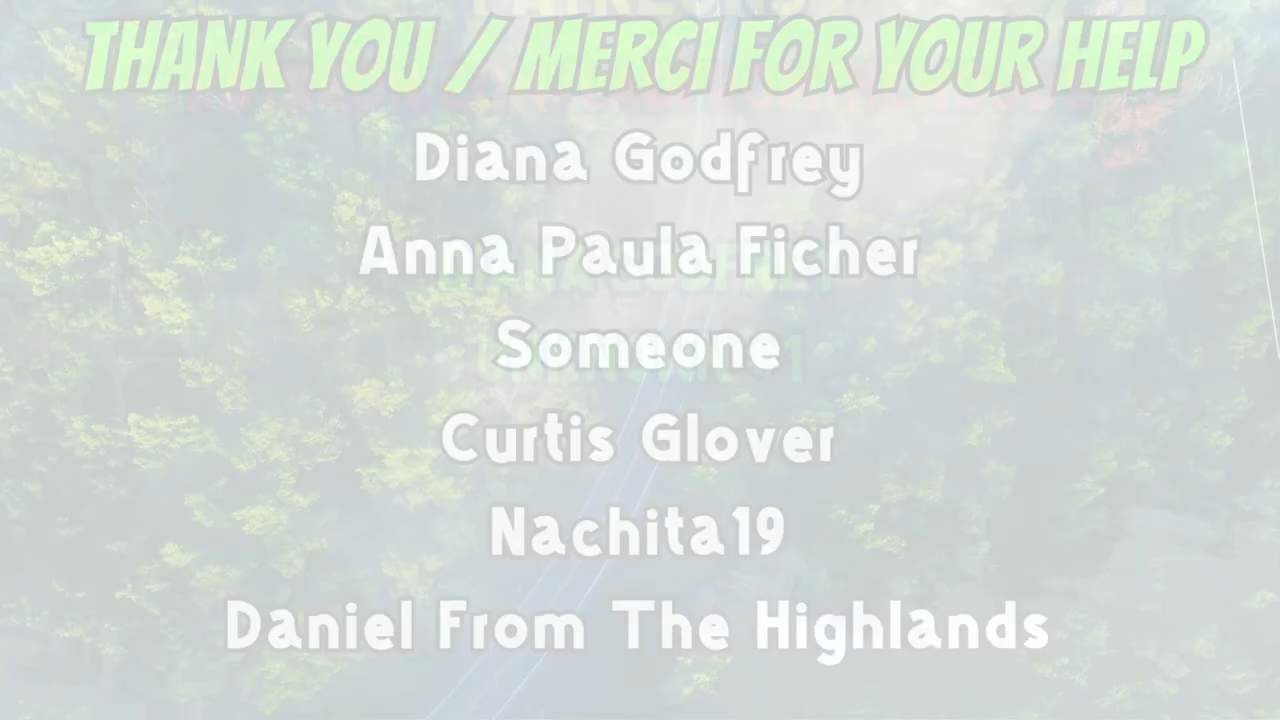 THANK YOU / MERCI FOR YOUR HELP
Diana Godfrey
Anna Paula Ficher
Someone
Curtis Glover
Nachita19
Daniel From The Highlands